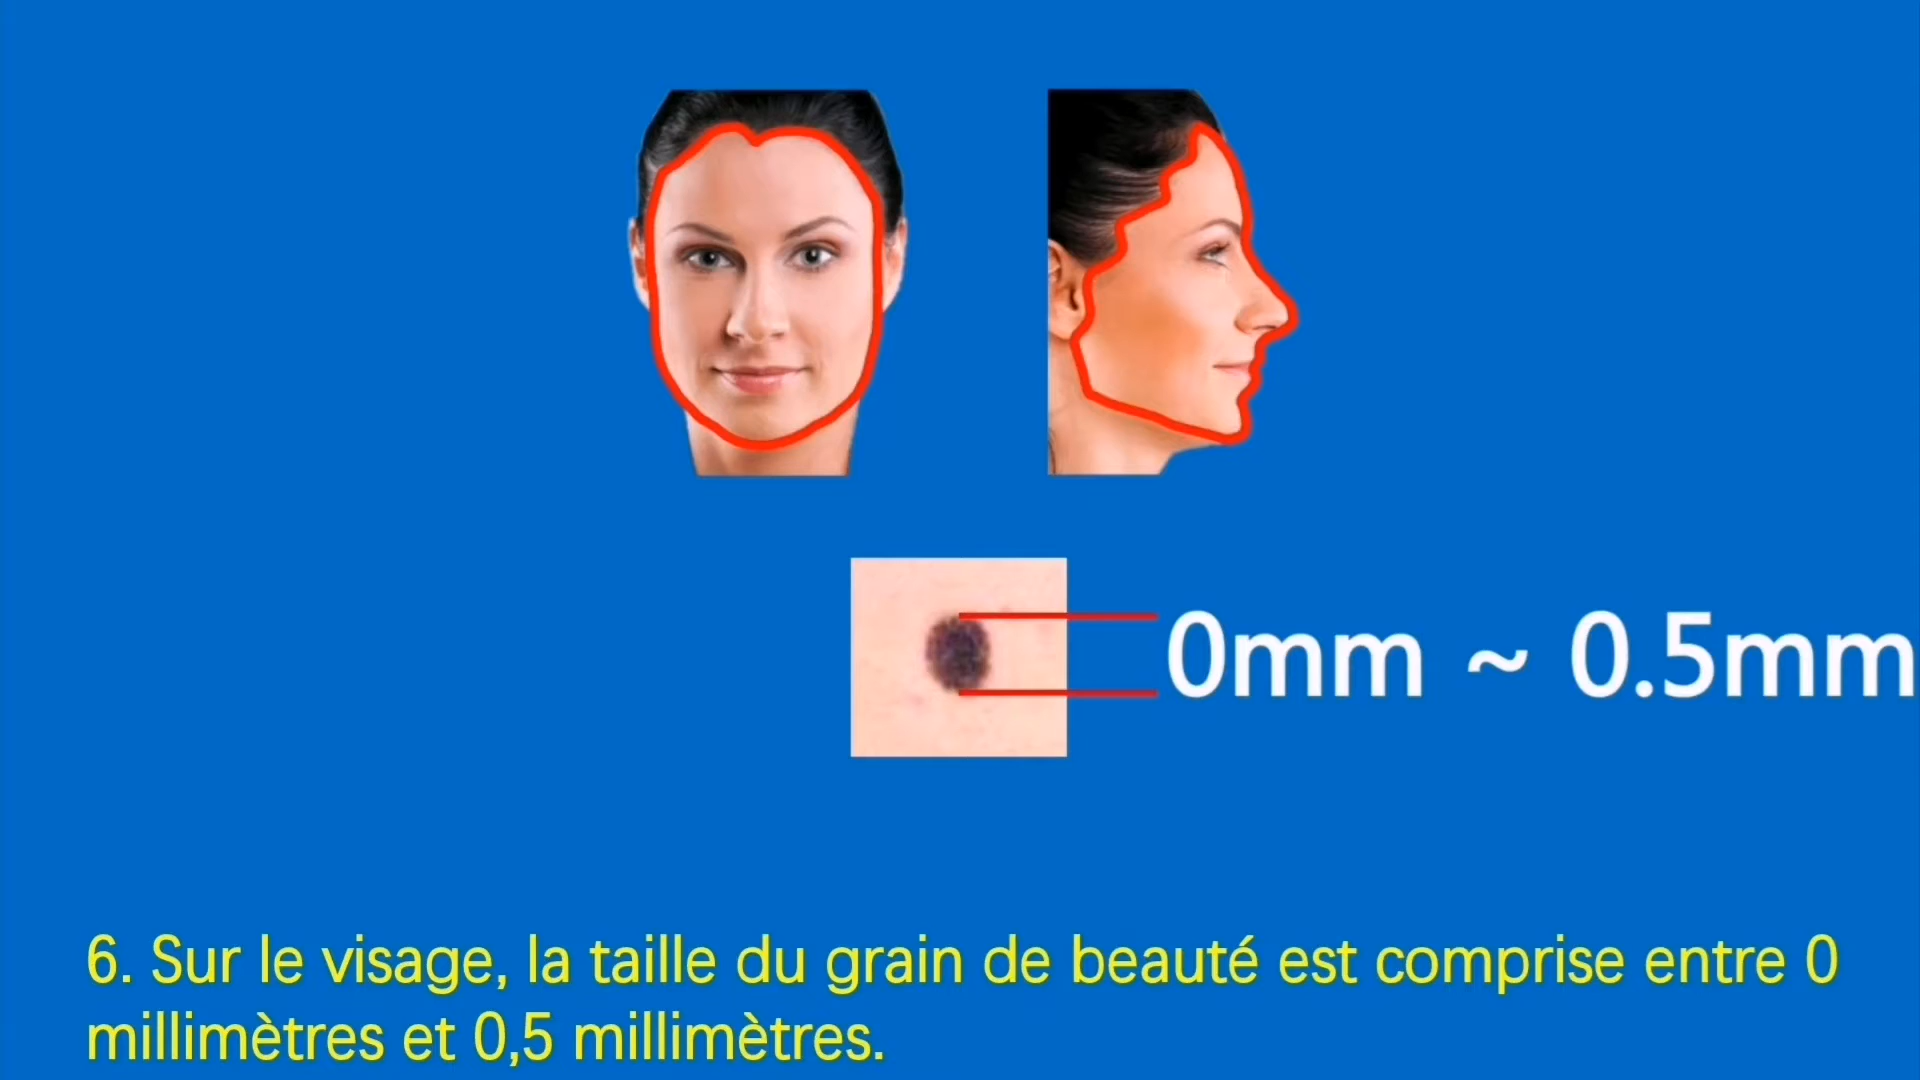 0mm ~ 0.5mm
6. Sur le visage, la taille du grain de beauté est comprise entre 0
millimètres et 0,5 millimètres.